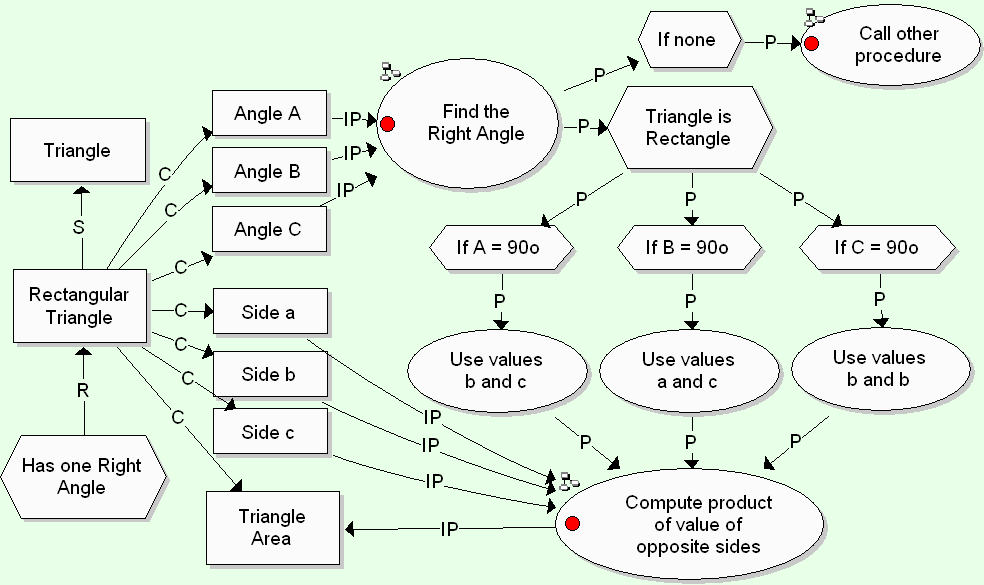 If none
P
Call other
procedure
P
Find the
Right Angle
Angle A
IP
P
Triangle is
Rectangle
Triangle
Angle B
IP
C
Angle C
IP
C
P
P
P
S
C
If A = 90o
If B = 90o
If C = 90o
Rectangular
Triangle
C
Side a
P
P
P
C
Side b
Use values
b and c
Use values
a and c
Use values
b and b
R
C
C
Side c
IP
IP
IP
P
P
P
Has one Right
Angle
Triangle
Area
IP
Compute product
of value of
opposite sides